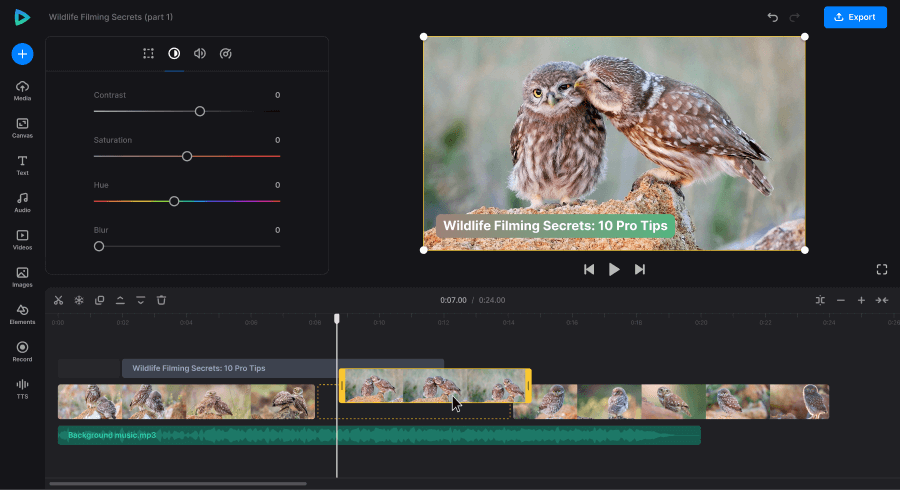 Wildlife Filming Secrets (part 1)
Export
Media
Canvas
Text
Audio
Videos
Images
Elements
Record
TTS
Contrast 0
Saturation 0
Hue 0
Blur 0
Wildlife Filming Secrets: 10 Pro Tips
0:07.00 / 0:24.00
0:00 0:02 0:04 0:06 0:08 0:10 0:12 0:14 0:16 0:18 0:20 0:22 0:24
Wildlife Filming Secrets: 10 Pro Tips
Background music.mp3